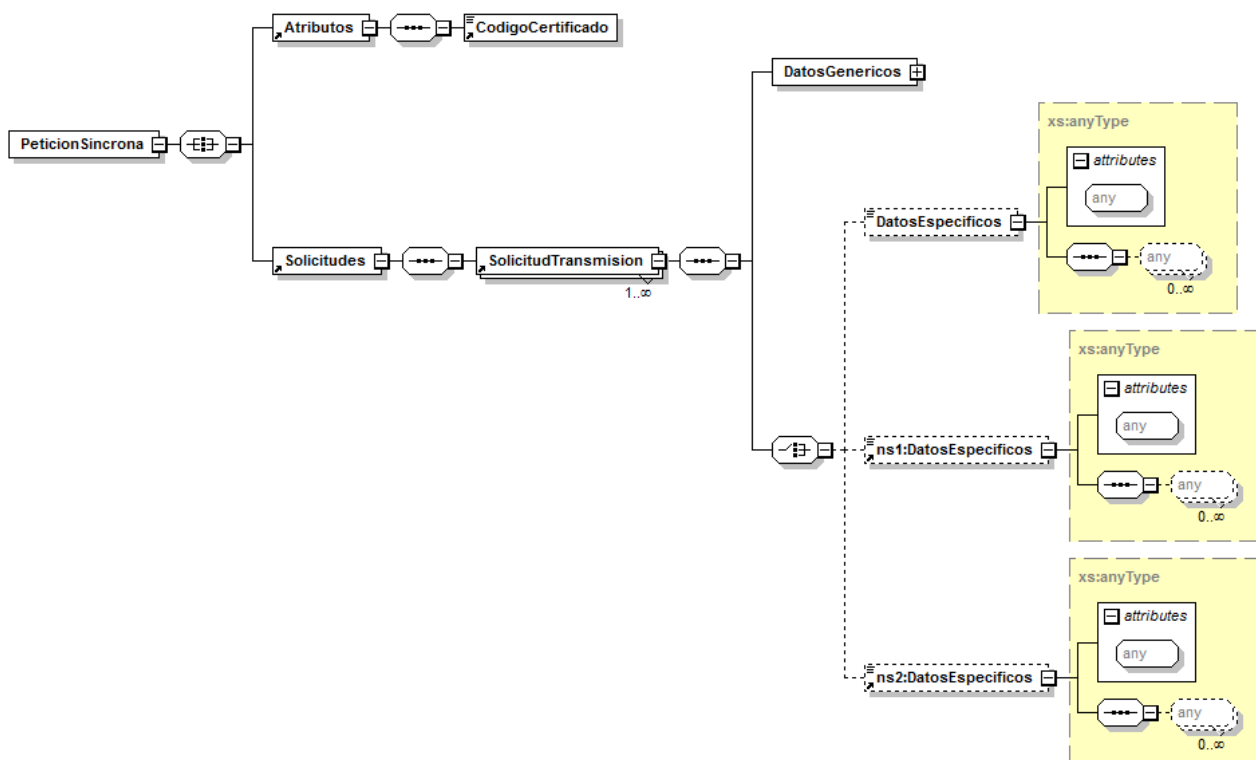 Atributos
CodigoCertificado
DatosGenericos
PeticionSincrona
xs:anyType
attributes
any
DatosEspecificos
Solicitudes
SolicitudTransmision
any
1..∞
0..∞
xs:anyType
attributes
any
ns1:DatosEspecificos
any
0..∞
xs:anyType
attributes
any
ns2:DatosEspecificos
any
0..∞